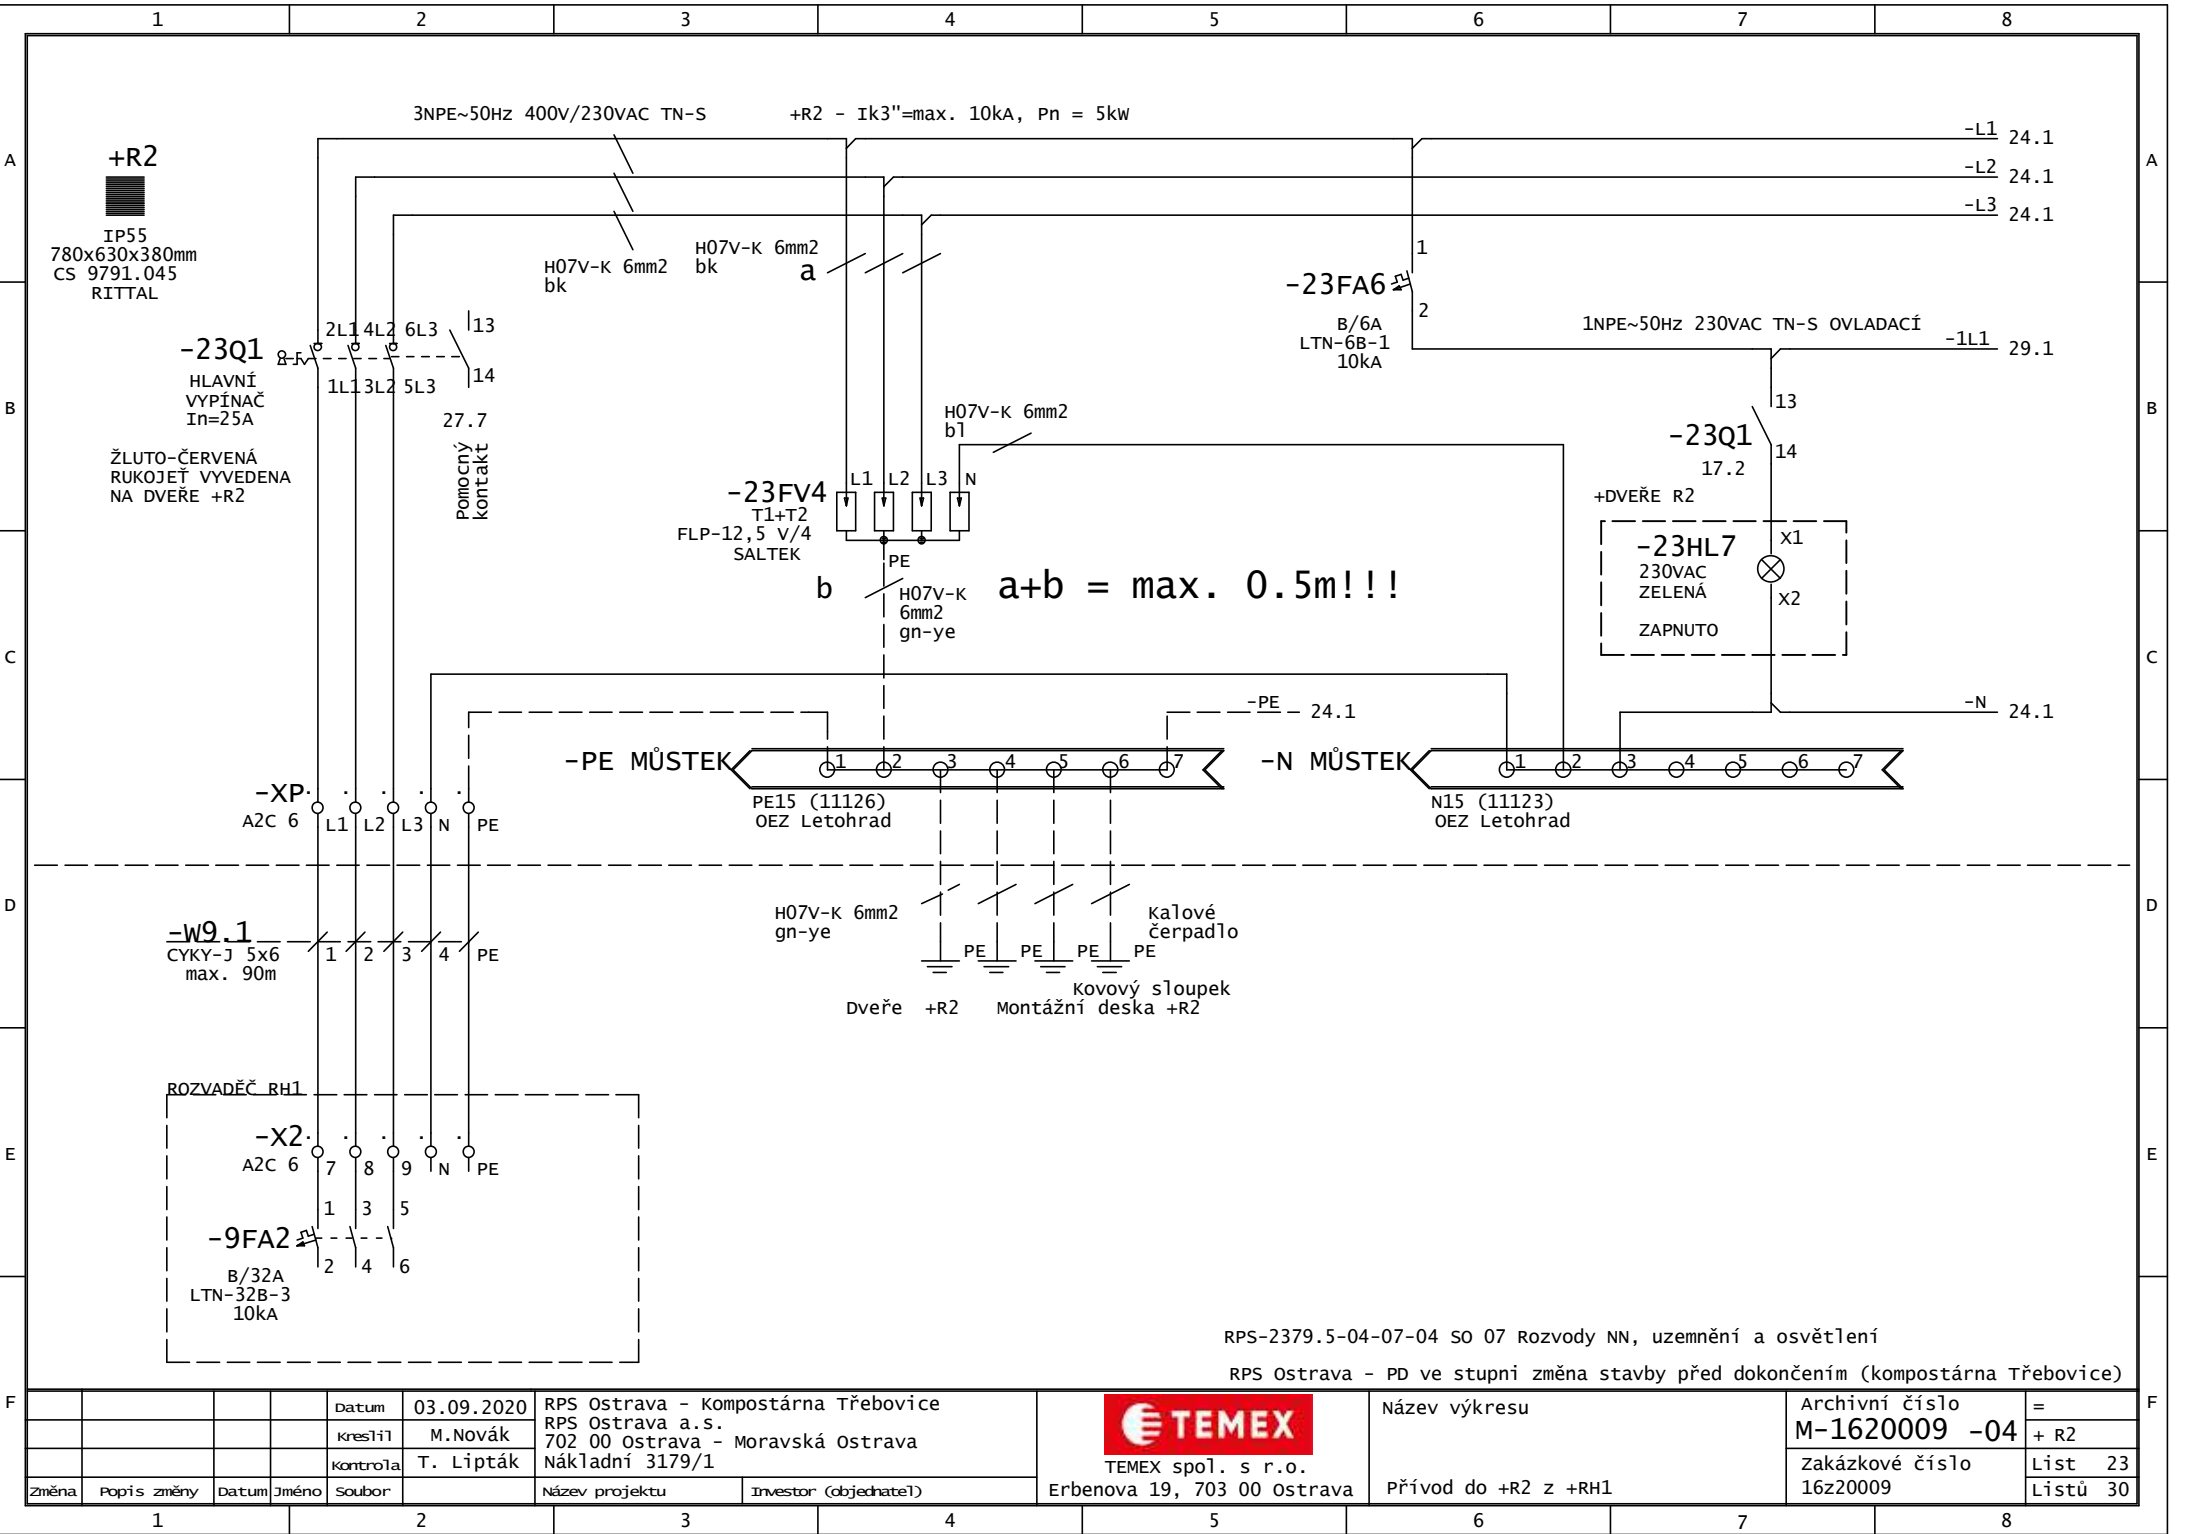 1 2 3 4 5 6 7 8
3NPE~50Hz 400V/230VAC TN-S
+R2 - Ik3"=max. 10kA, Pn = 5kW
-L1 24.1
A
+R2
A
-L2 24.1
-L3 24.1
IP55
780x630x380mm
CS 9791.045
RITTAL
H07V-K 6mm2
bk
H07V-K 6mm2
bk
a
1
-23FA6
2
B/6A
LTN-6B-1
10kA
1NPE~50Hz 230VAC TN-S OVLADACÍ
-1L1 29.1
2L1 4L2 6L3 13
-23Q1
1L1 3L2 5L3 14
HLAVNÍ
VYPÍNAČ
In=25A
27.7
Pomocný
kontakt
B
B
ŽLUTO-ČERVENÁ
RUKOJEŤ VYVEDENA
NA DVEŘE +R2
H07V-K 6mm2
bl
13
-23Q1
14
17.2
L1 L2 L3 N
-23FV4
T1+T2
FLP-12,5 V/4
SALTEK
PE
b
H07V-K
6mm2
gn-ye
a+b = max. 0.5m!!!
+DVEŘE R2
-23HL7
X1
230VAC
ZELENÁ
X2
ZAPNUTO
C
C
-PE 24.1
-N 24.1
-PE MŮSTEK
1 2 3 4 5 6 7
-N MŮSTEK
1 2 3 4 5 6 7
PE15 (11126)
OEZ Letohrad
N15 (11123)
OEZ Letohrad
-XP
A2C 6
L1 L2 L3 N PE
D
D
H07V-K 6mm2
gn-ye
Kalové
čerpadlo
-W9.1
CYKY-J 5x6
max. 90m
1 2 3 4 PE
PE PE PE PE
Kovový sloupek
Dveře +R2
Montážní deska +R2
ROZVADĚČ RH1
-X2
A2C 6
7 8 9 N PE
E
E
1 3 5
-9FA2
2 4 6
B/32A
LTN-32B-3
10kA
RPS-2379.5-04-07-04 SO 07 Rozvody NN, uzemnění a osvětlení
RPS Ostrava - PD ve stupni změna stavby před dokončením (kompostárna Třebovice)
F
F
Datum 03.09.2020
Kreslil M.Novák
Kontrola T. Lipták
Změna Popis změny Datum Jméno Soubor
RPS Ostrava - Kompostárna Třebovice
RPS Ostrava a.s.
702 00 Ostrava - Moravská Ostrava
Nákladní 3179/1
Název projektu
Investor (objednatel)
TEMEX
TEMEX spol. s r.o.
Erbenova 19, 703 00 Ostrava
Název výkresu
Přívod do +R2 z +RH1
Archivní číslo
M-1620009 -04
Zakázkové číslo
16z20009
=
+ R2
List 23
Listů 30
1 2 3 4 5 6 7 8